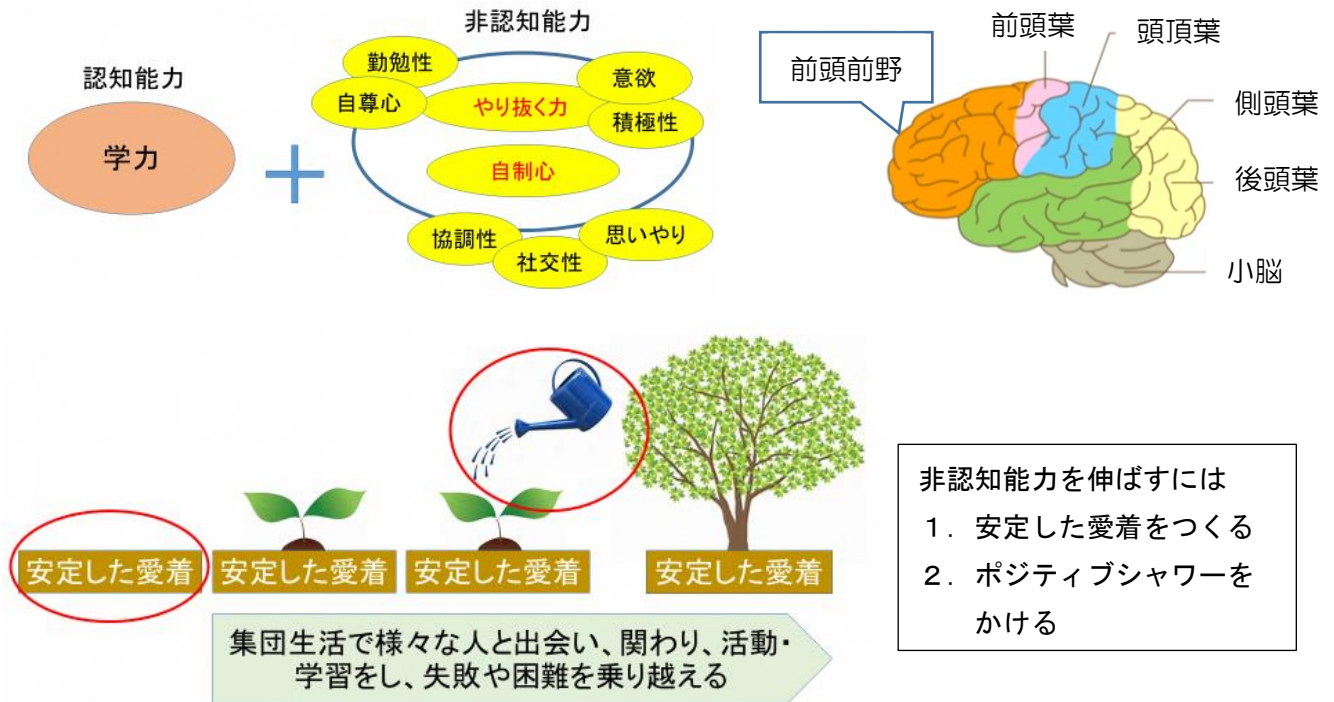 非認知能力
認知能力
学力
勤勉性
自尊心
やり抜く力
意欲
積極性
自制心
協調性
社交性
思いやり
前頭前野
前頭葉
頭頂葉
側頭葉
後頭葉
小脳
安定した愛着
安定した愛着
安定した愛着
安定した愛着
集団生活で様々な人と出会い、関わり、活動・
学習をし、失敗や困難を乗り越える
非認知能力を伸ばすには
１．安定した愛着をつくる
２．ポジティブシャワーを
かける